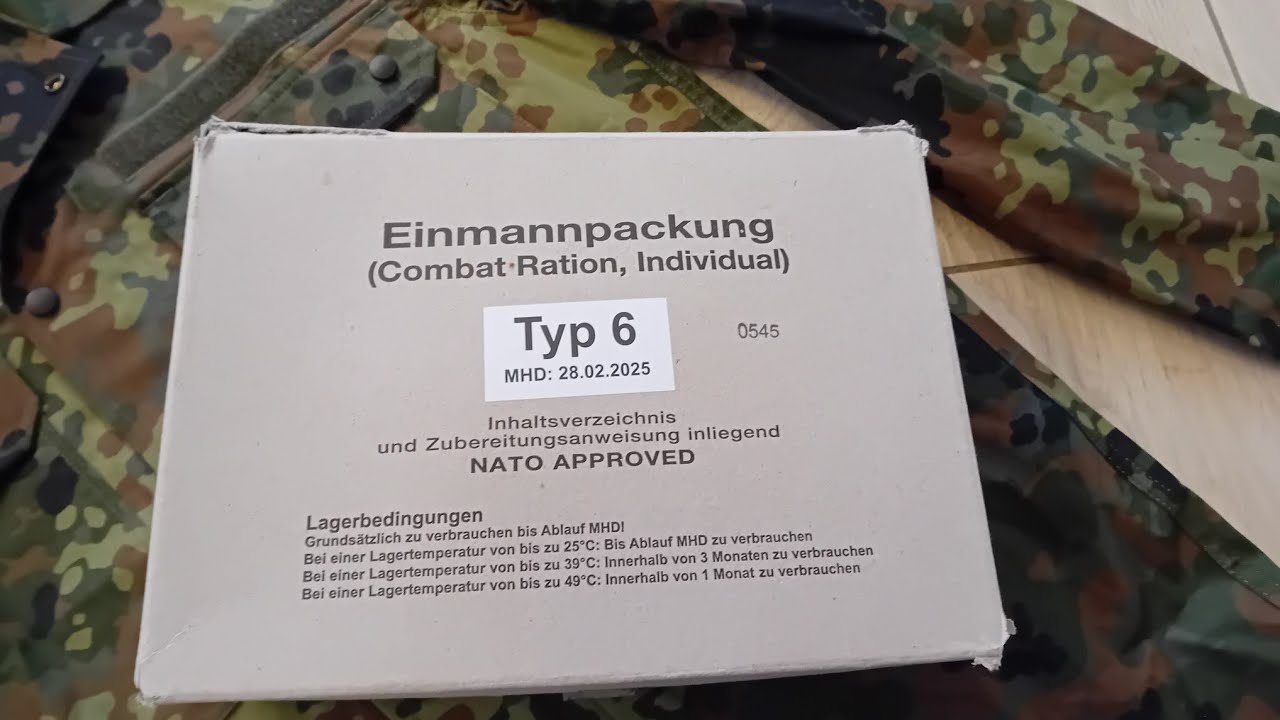 Einmannpackung
(Combat Ration, Individual)
Typ 6
MHD: 28.02.2025
0545
Inhaltsverzeichnis
und Zubereitungsanweisung inliegend
NATO APPROVED
Lagerbedingungen
Grundsätzlich zu verbrauchen bis Ablauf MHD!
Bei einer Lagertemperatur von bis zu 25°C: Bis Ablauf MHD zu verbrauchen
Bei einer Lagertemperatur von bis zu 39°C: Innerhalb von 3 Monaten zu verbrauchen
Bei einer Lagertemperatur von bis zu 49°C: Innerhalb von 1 Monat zu verbrauchen